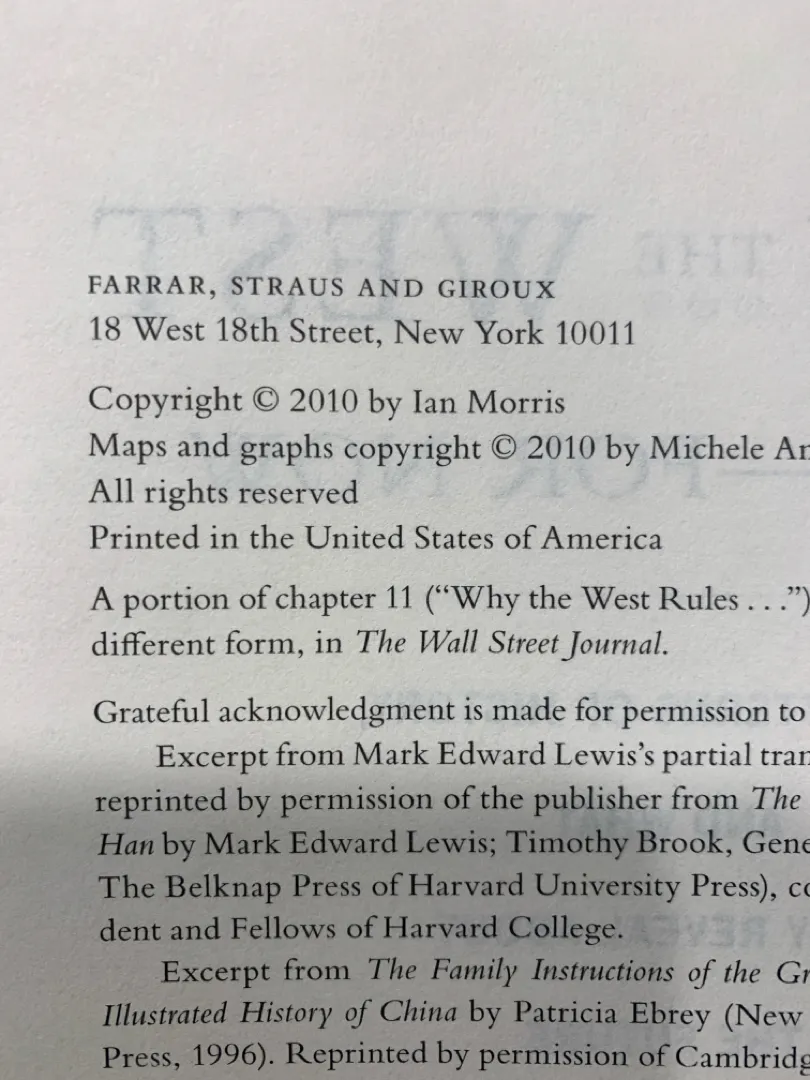 FARRAR, STRAUS AND GIROUX
18 West 18th Street, New York 10011
Copyright © 2010 by Ian Morris
Maps and graphs copyright © 2010 by Michele
All rights reserved
Printed in the United States of America
A portion of chapter 11 (“Why the West Rules . . .”)
different form, in The Wall Street Journal.
Grateful acknowledgment is made for permission to
Excerpt from Mark Edward Lewis’s partial
reprinted by permission of the publisher from The
Han by Mark Edward Lewis; Timothy Brook,
The Belknap Press of Harvard University Press),
dent and Fellows of Harvard College.
Excerpt from The Family Instructions of the
Illustrated History of China by Patricia Ebrey (New
Press, 1996). Reprinted by permission of